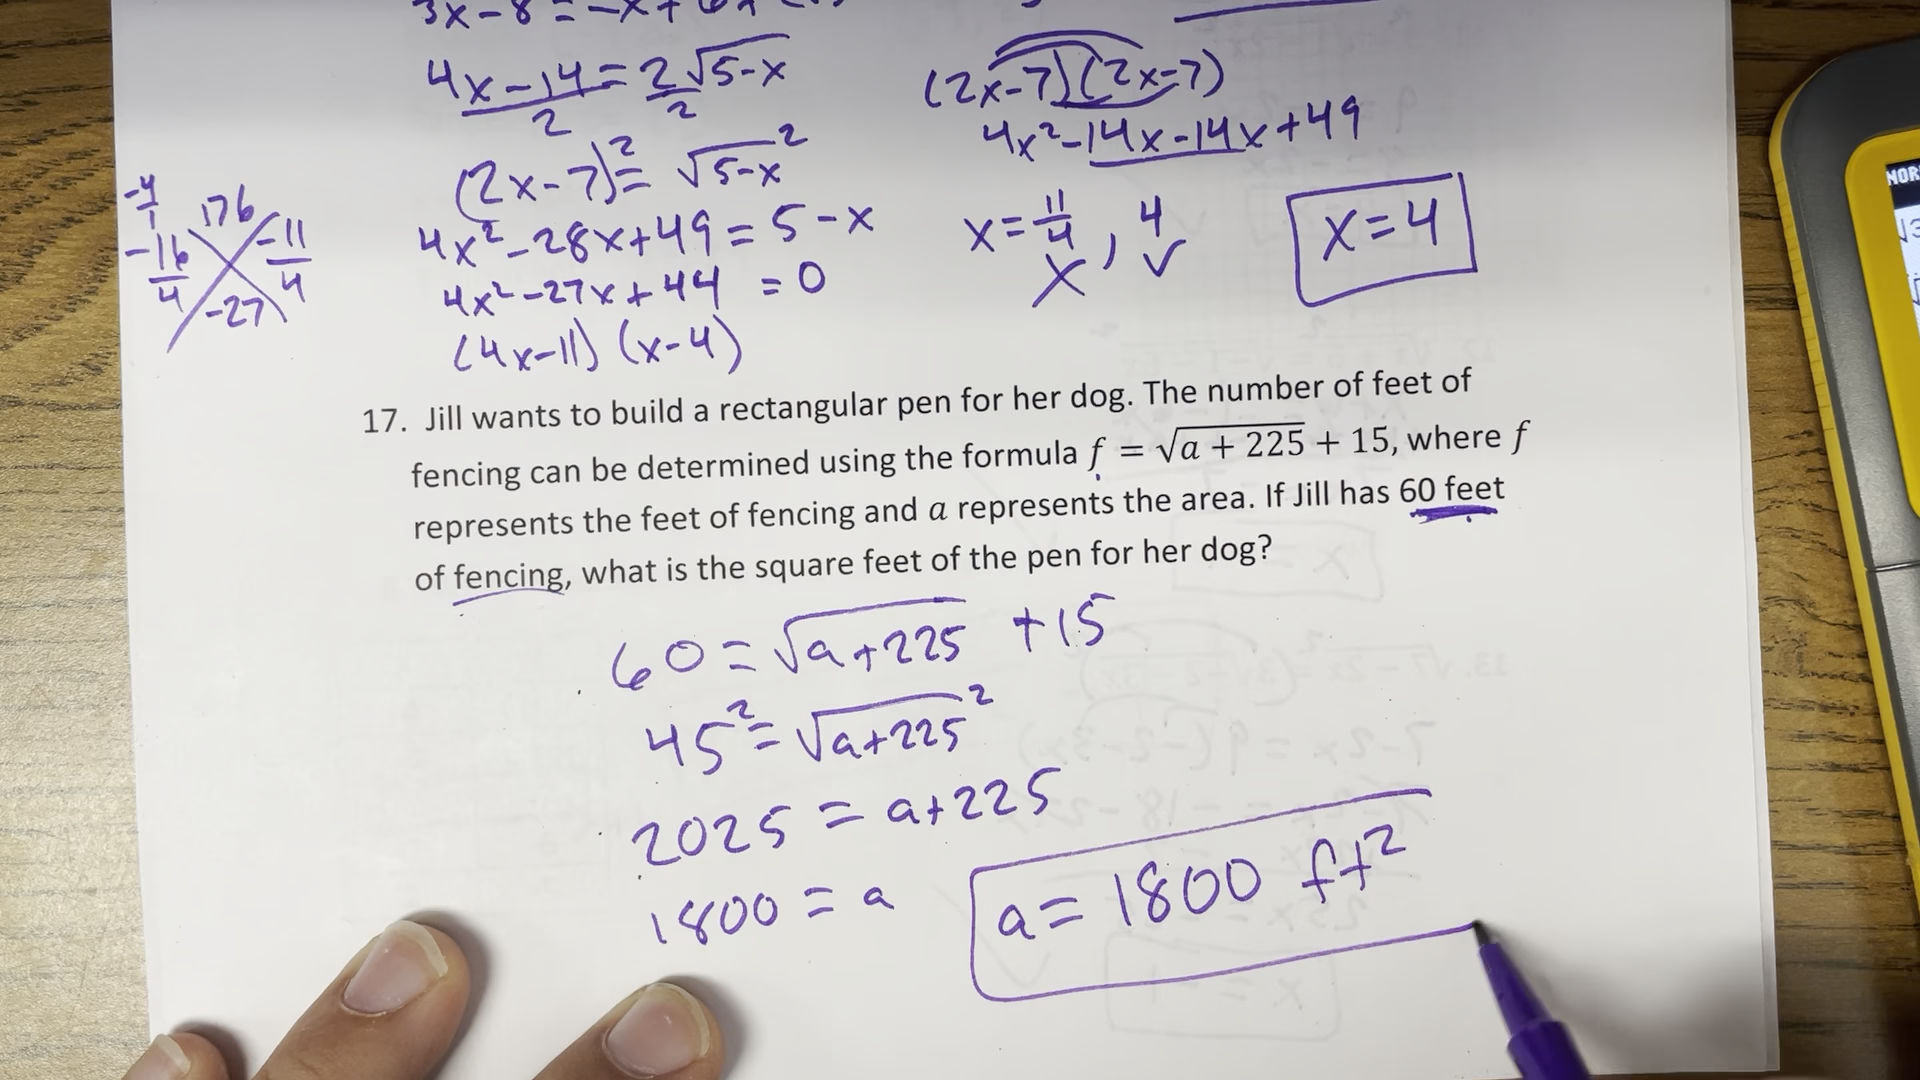 4x-14 = 2√5-x
2 2
(2x-7)² = √5-x²
4x²-28x+49 = 5-x
4x²-27x+44 = 0
(4x-11) (x-4)
-4
1
176
-16
4
-11
4
-27
(2x-7)(2x-7)
4x²-14x-14x+49
x = 11/4, 4
X ✓
x=4
17. Jill wants to build a rectangular pen for her dog. The number of feet of
fencing can be determined using the formula f = √a + 225 + 15, where f
represents the feet of fencing and a represents the area. If Jill has 60 feet
of fencing, what is the square feet of the pen for her dog?
60 = √a+225 +15
45² = √a+225²
2025 = a+225
1800 = a
a = 1800 ft²